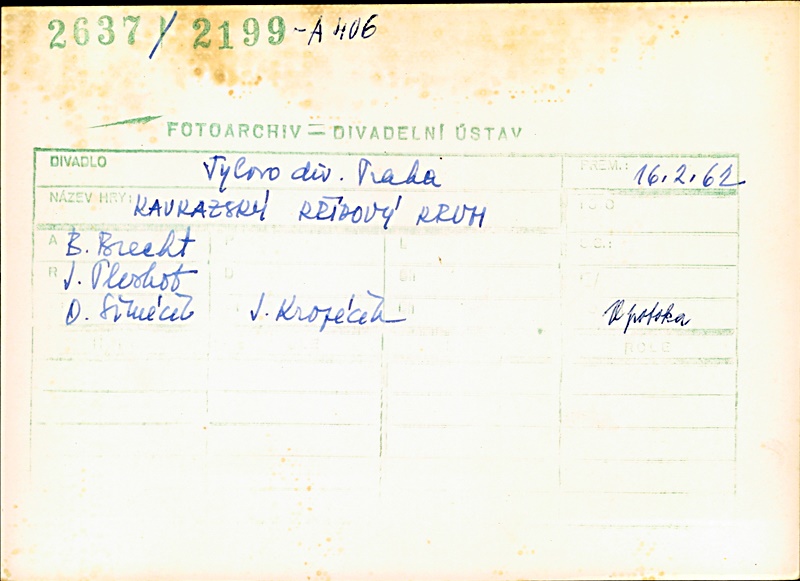 2637/2199-A 406
FOTOARCHIV = DIVADELNÍ ÚSTAV
DIVADLO Tylovo div. Praha PREM.: 16.2.62
NÁZEV HRY: KAVKAZSKÝ KŘÍDOVÝ KRUH
A B. Brecht P
R J. Pleskot D
O. Šimáček J. Kropáček
ROLE